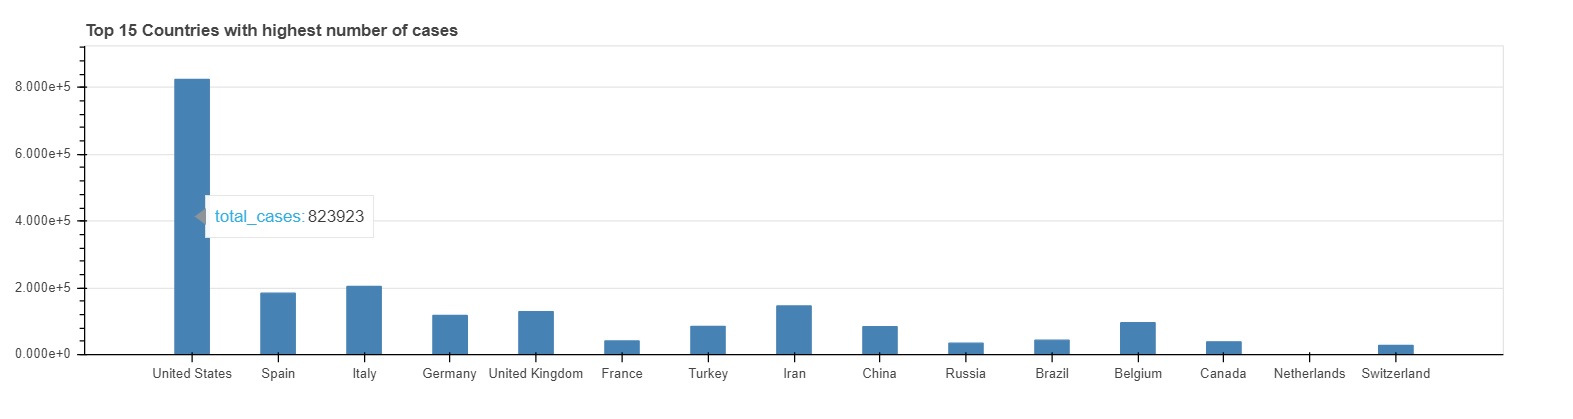 Top 15 Countries with highest number of cases
8.000e+5
6.000e+5
4.000e+5
2.000e+5
0.000e+0
total_cases: 823923
United States Spain Italy Germany United Kingdom France Turkey Iran China Russia Brazil Belgium Canada Netherlands Switzerland